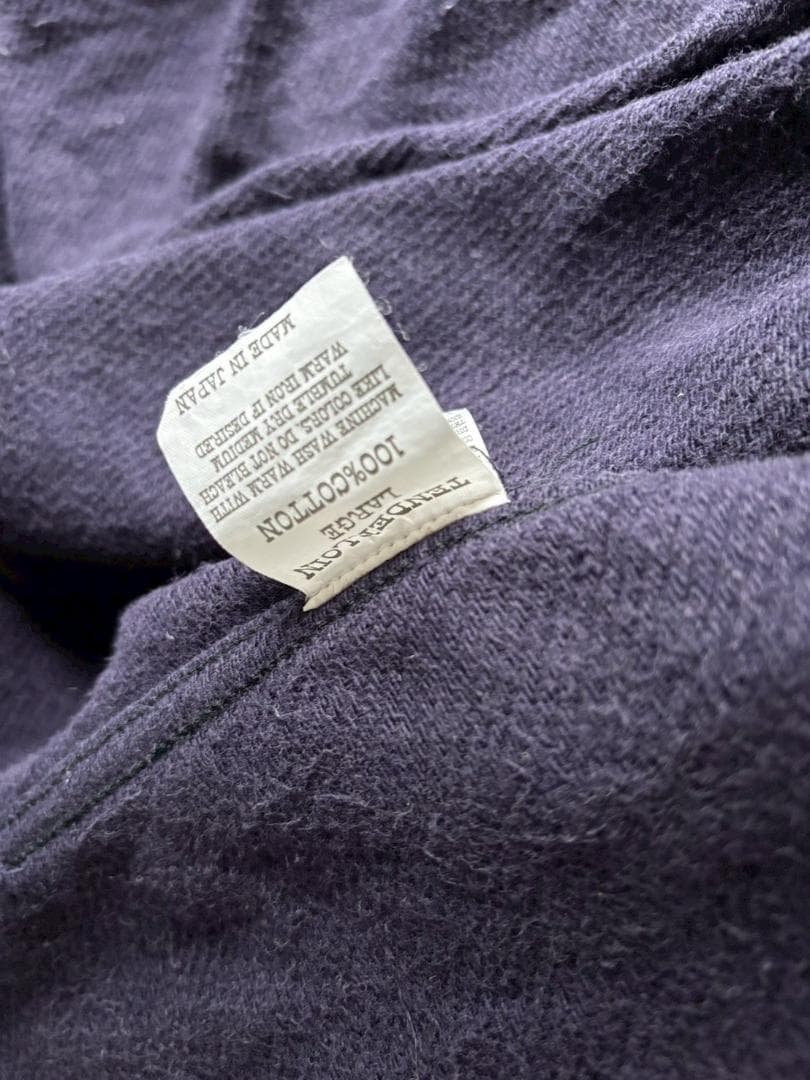 TENDERLOIN
LARGE
100%COTTON
MACHINE WASH WARM WITH
LIKE COLORS, DO NOT BLEACH
TUMBLE DRY MEDIUM
WARM IRON IF DESIRED
MADE IN JAPAN